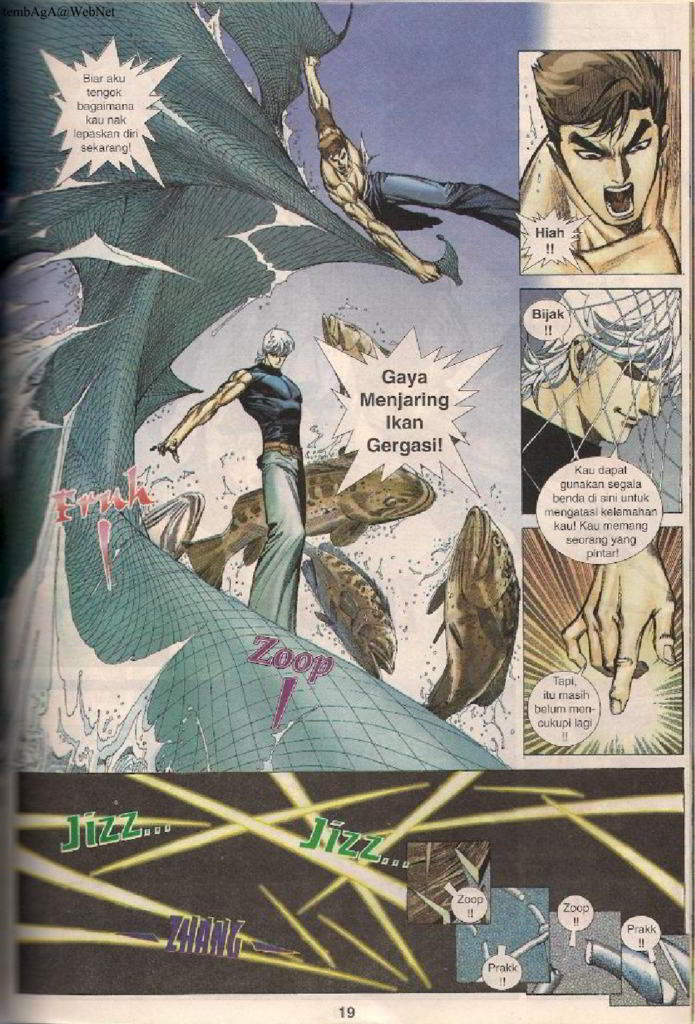 tembAgA@WebNet
Biar aku
tengok
bagaimana
kau nak
lepaskan diri
sekarang!
Hiah
!!
Gaya
Menjaring
Ikan
Gergasi!
Bijak
!!
Kau dapat
gunakan segala
benda di sini untuk
mengatasi kelemahan
kau! Kau memang
seorang yang
pintar!
Fruh
!
Zoop
!
Tapi,
itu masih
belum men-
cukupi lagi
!!
Jizz...
Jizz...
ZHANG
Zoop
!!
Prakk
!!
Zoop
!!
Prakk
!!
19